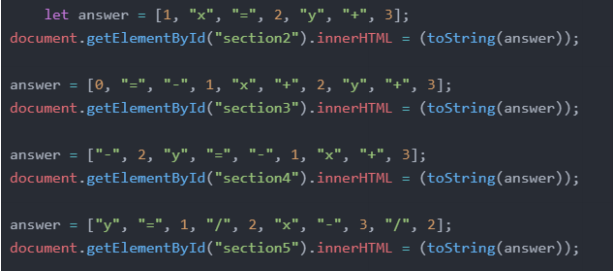 let answer = [1, "x", "=", 2, "y", "+", 3];
document.getElementById("section2").innerHTML = (toString(answer));
answer = [0, "=", "-", 1, "x", "+", 2, "y", "+", 3];
document.getElementById("section3").innerHTML = (toString(answer));
answer = ["-", 2, "y", "=", "-", 1, "x", "+", 3];
document.getElementById("section4").innerHTML = (toString(answer));
answer = ["y", "=", 1, "/", 2, "x", "-", 3, "/", 2];
document.getElementById("section5").innerHTML = (toString(answer));